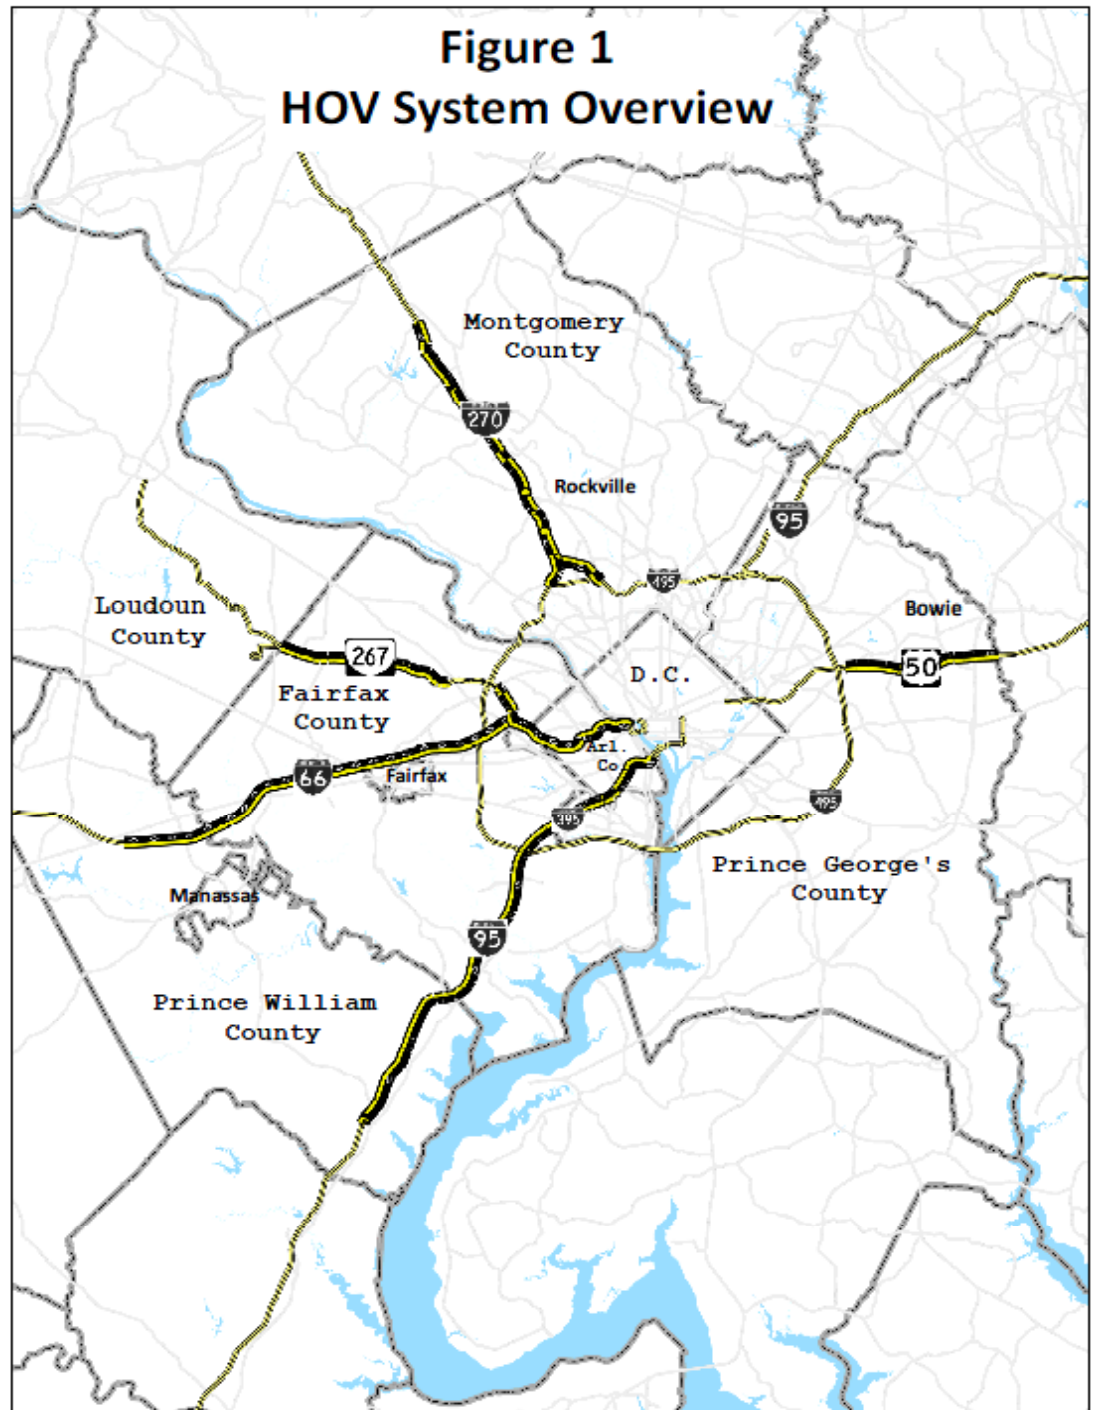 Figure 1
HOV System Overview
Montgomery
County
270
Rockville
95
495
Loudoun
County
Bowie
267
50
D.C.
Fairfax
County
Arl.
Co.
66
Fairfax
395
495
Prince George's
County
Manassas
95
Prince William
County